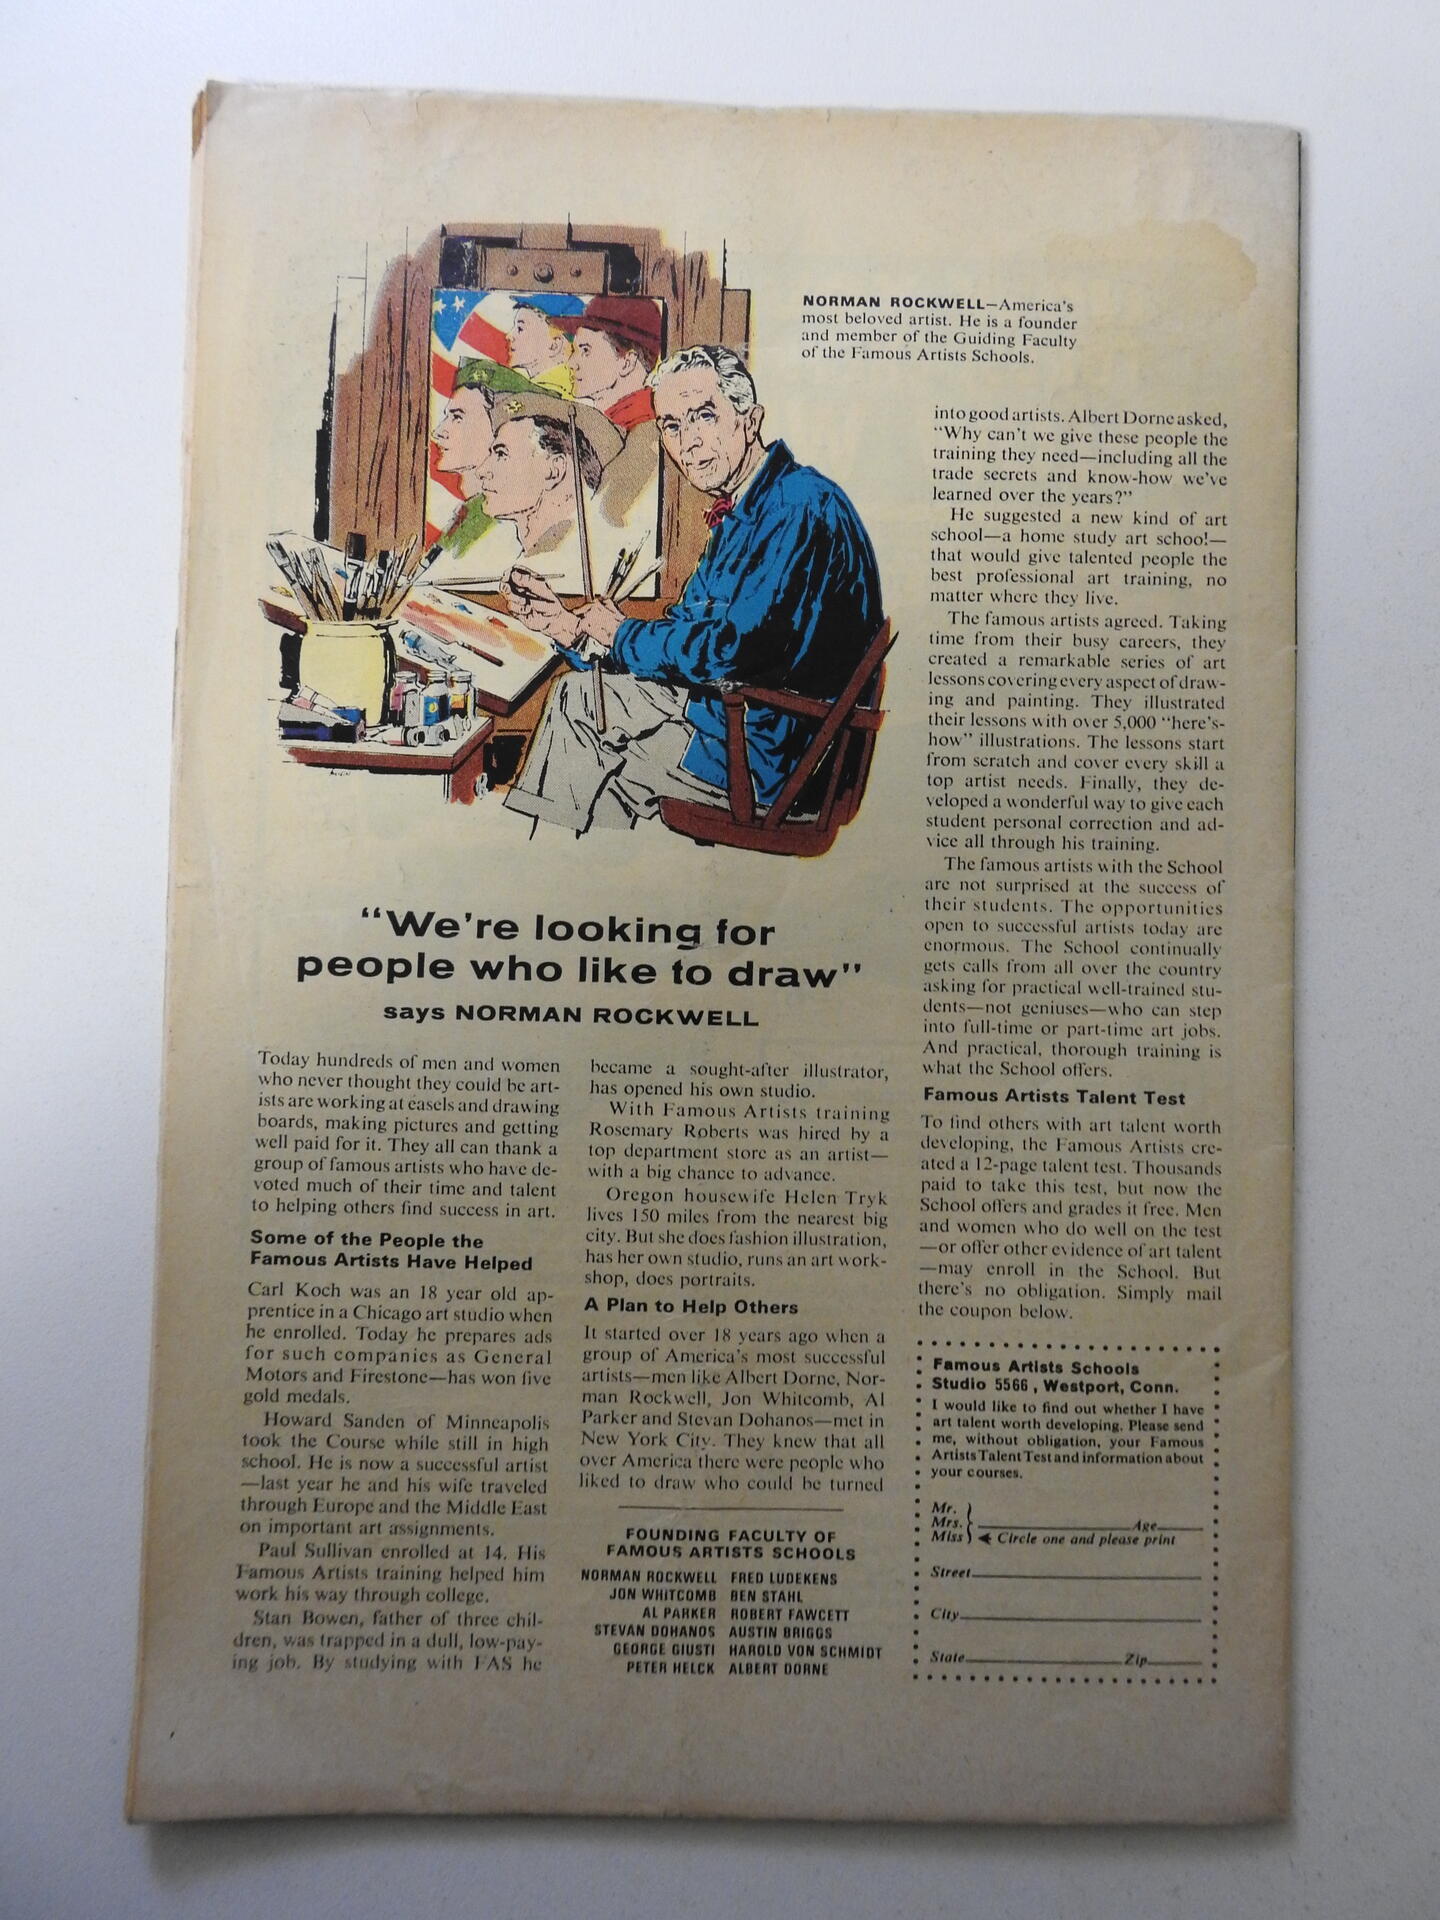 NORMAN ROCKWELL—America's
most beloved artist. He is a founder
and member of the Guiding Faculty
of the Famous Artists Schools.
"We're looking for
people who like to draw"
says NORMAN ROCKWELL
Today hundreds of men and women
who never thought they could be art-
ists are working at easels and drawing
boards, making pictures and getting
well paid for it. They all can thank a
group of famous artists who have de-
voted much of their time and talent
to helping others find success in art.
Some of the People the
Famous Artists Have Helped
Carl Koch was an 18 year old ap-
prentice in a Chicago art studio when
he enrolled. Today he prepares ads
for such companies as General
Motors and Firestone—has won five
gold medals.
Howard Sanden of Minneapolis
took the Course while still in high
school. He is now a successful artist
—last year he and his wife traveled
through Europe and the Middle East
on important art assignments.
Paul Sullivan enrolled at 14. His
Famous Artists training helped him
work his way through college.
Stan Bowen, father of three chil-
dren, was trapped in a dull, low-pay-
ing job. By studying with FAS he
became a sought-after illustrator,
has opened his own studio.
With Famous Artists training
Rosemary Roberts was hired by a
top department store as an artist—
with a big chance to advance.
Oregon housewife Helen Tryk
lives 150 miles from the nearest big
city. But she does fashion illustration,
has her own studio, runs an art work-
shop, does portraits.
A Plan to Help Others
It started over 18 years ago when a
group of America's most successful
artists—men like Albert Dorne, Nor-
man Rockwell, Jon Whitcomb, Al
Parker and Stevan Dohanos—met in
New York City. They knew that all
over America there were people who
liked to draw who could be turned
FOUNDING FACULTY OF
FAMOUS ARTISTS SCHOOLS
NORMAN ROCKWELL FRED LUDEKENS
JON WHITCOMB BEN STAHL
AL PARKER ROBERT FAWCETT
STEVAN DOHANOS AUSTIN BRIGGS
GEORGE GIUSTI HAROLD VON SCHMIDT
PETER HELCK ALBERT DORNE
into good artists. Albert Dorne asked,
"Why can't we give these people the
training they need—including all the
trade secrets and know-how we've
learned over the years?"
He suggested a new kind of art
school—a home study art school—
that would give talented people the
best professional art training, no
matter where they live.
The famous artists agreed. Taking
time from their busy careers, they
created a remarkable series of art
lessons covering every aspect of draw-
ing and painting. They illustrated
their lessons with over 5,000 "here's-
how" illustrations. The lessons start
from scratch and cover every skill a
top artist needs. Finally, they de-
veloped a wonderful way to give each
student personal correction and ad-
vice all through his training.
The famous artists with the School
are not surprised at the success of
their students. The opportunities
open to successful artists today are
enormous. The School continually
gets calls from all over the country
asking for practical well-trained stu-
dents—not geniuses—who can step
into full-time or part-time art jobs.
And practical, thorough training is
what the School offers.
Famous Artists Talent Test
To find others with art talent worth
developing, the Famous Artists cre-
ated a 12-page talent test. Thousands
paid to take this test, but now the
School offers and grades it free. Men
and women who do well on the test
—or offer other evidence of art talent
—may enroll in the School. But
there's no obligation. Simply mail
the coupon below.
Famous Artists Schools
Studio 5566, Westport, Conn.
I would like to find out whether I have
art talent worth developing. Please send
me, without obligation, your Famous
Artists Talent Test and information about
your courses.
Mr.
Mrs. Age
Miss Circle one and please print
Street
City
State Zip